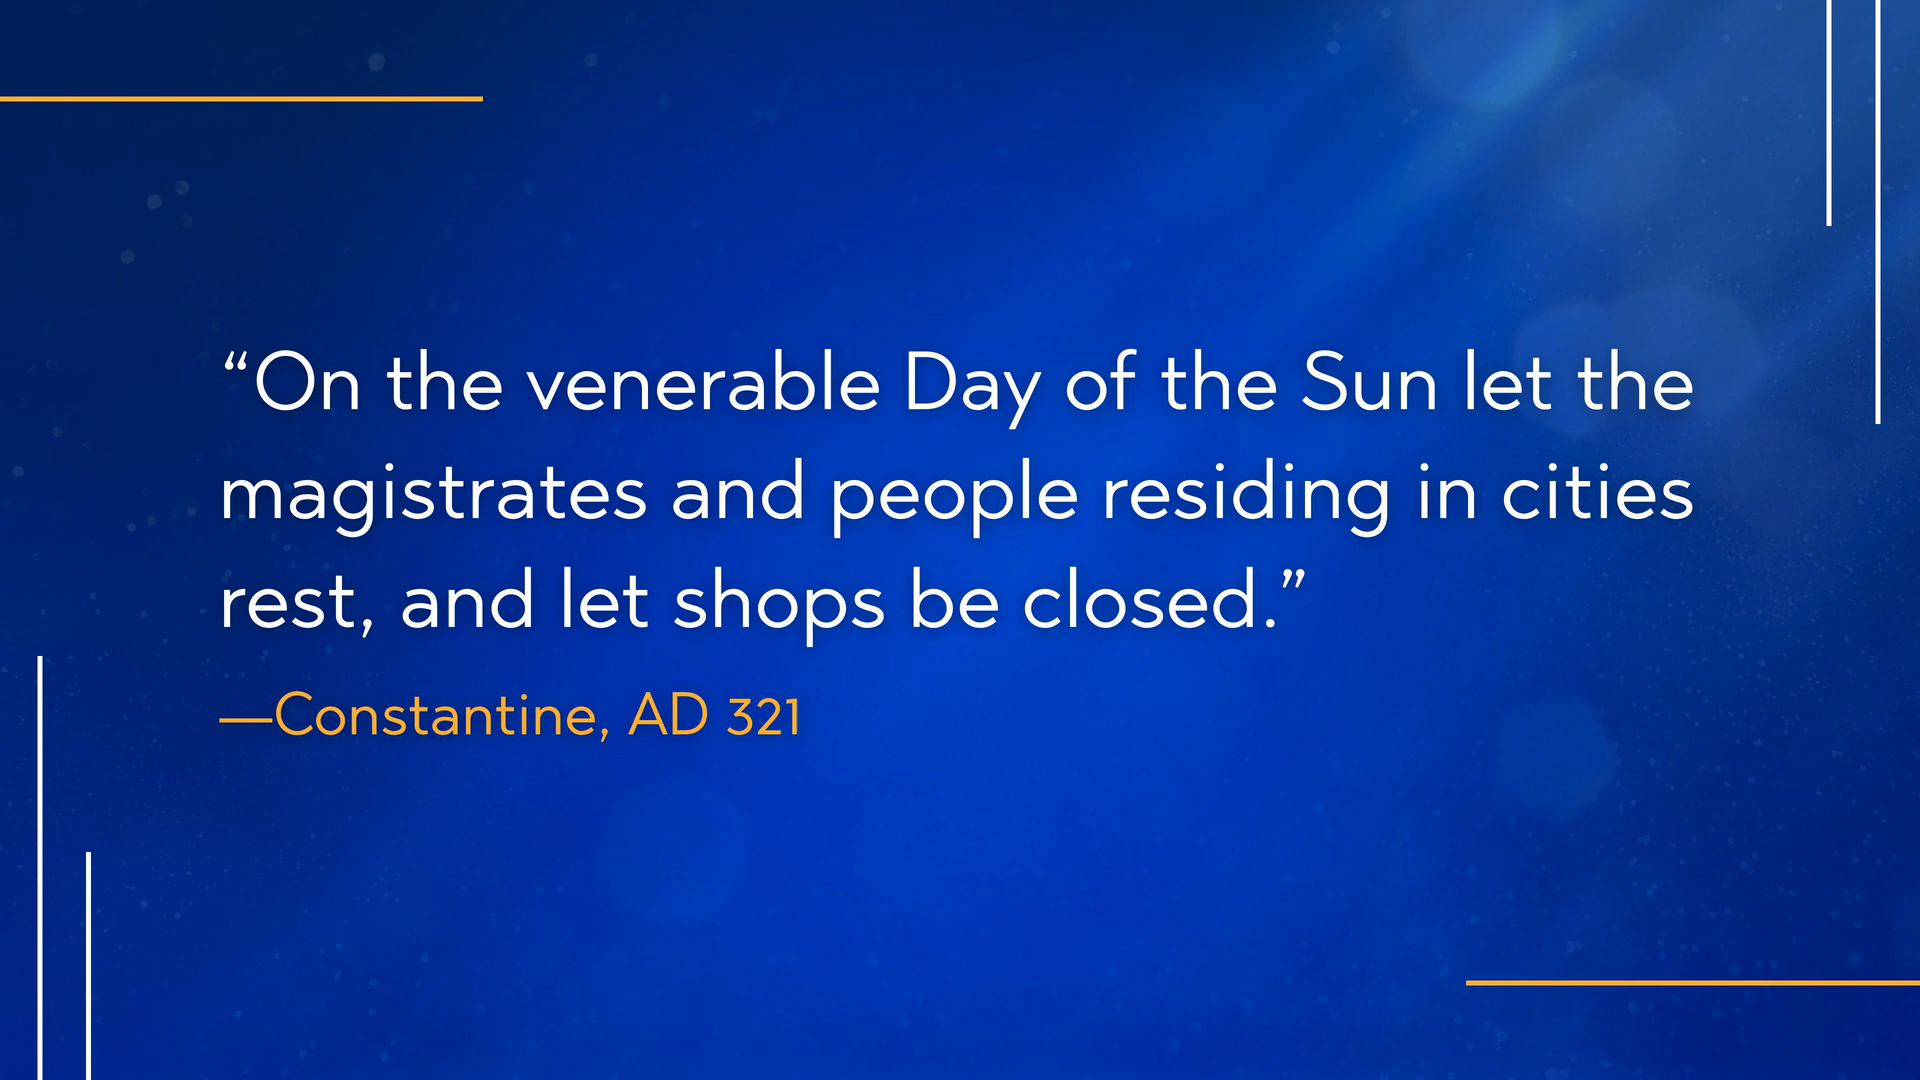 “On the venerable Day of the Sun let the
magistrates and people residing in cities
rest, and let shops be closed.”
—Constantine, AD 321